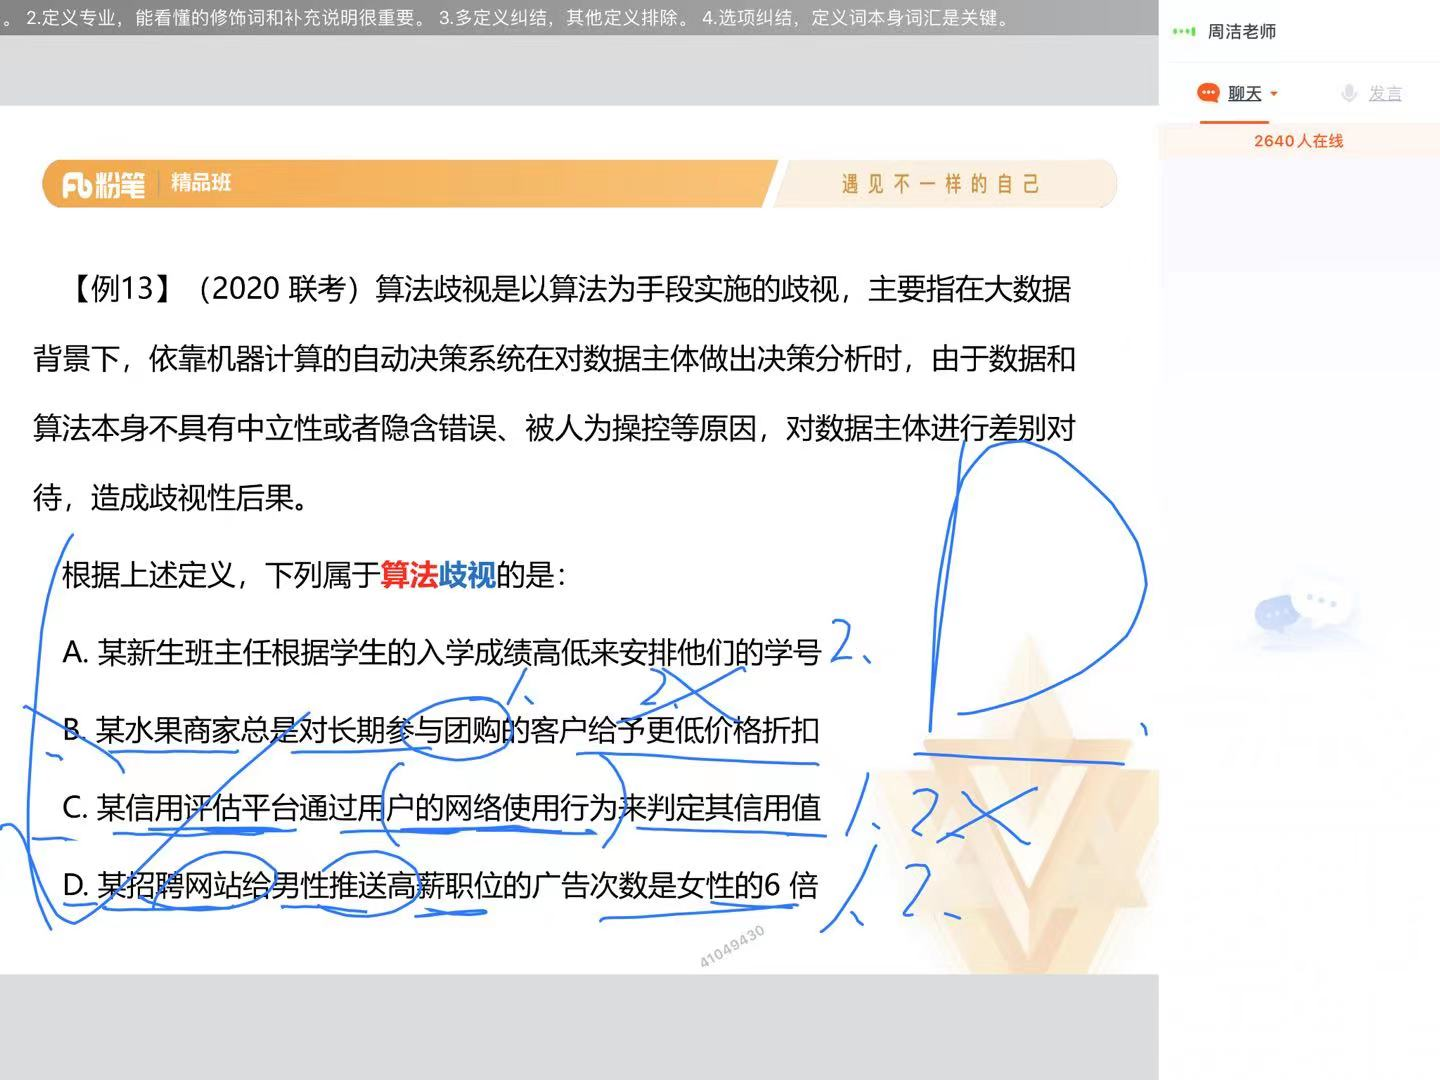 。 2.定义专业，能看懂的修饰词和补充说明很重要。 3.多定义纠结，其他定义排除。 4.选项纠结，定义词本身词汇是关键。
周洁老师
聊天
发言
2640人在线
粉笔 精品班
遇见不一样的自己
【例13】（2020 联考）算法歧视是以算法为手段实施的歧视，主要指在大数据
背景下，依靠机器计算的自动决策系统在对数据主体做出决策分析时，由于数据和
算法本身不具有中立性或者隐含错误、被人为操控等原因，对数据主体进行差别对
待，造成歧视性后果。
根据上述定义，下列属于算法歧视的是：
A. 某新生班主任根据学生的入学成绩高低来安排他们的学号 2、
1、 2、
B. 某水果商家总是对长期参与团购的客户给予更低价格折扣
C. 某信用评估平台通过用户的网络使用行为来判定其信用值 1、2
D. 某招聘网站给男性推送高薪职位的广告次数是女性的6 倍 1、2、
D
41049430